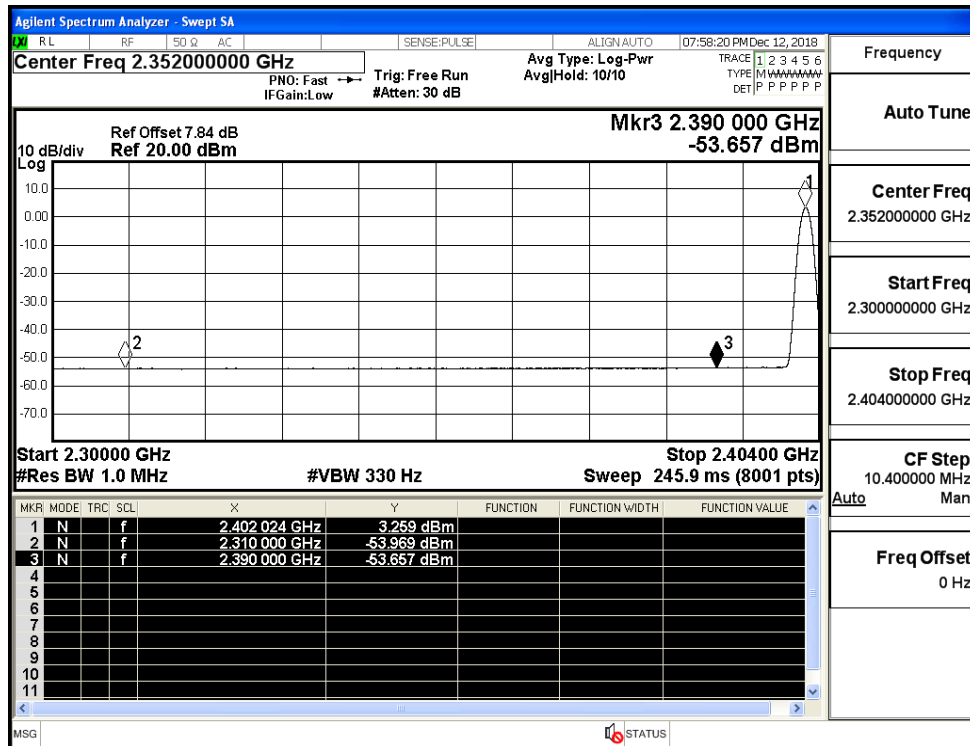 Agilent Spectrum Analyzer - Swept SA
LXI RL RF 50 Ω AC SENSE:PULSE ALIGN AUTO 07:58:20 PM Dec 12, 2018
Center Freq 2.352000000 GHz
PNO: Fast
IFGain:Low
Trig: Free Run
#Atten: 30 dB
Avg Type: Log-Pwr
Avg|Hold: 10/10
TRACE 1 2 3 4 5 6
TYPE M WWWWW
DET P P P P P P
Ref Offset 7.84 dB
10 dB/div Ref 20.00 dBm
Log
Mkr3 2.390 000 GHz
-53.657 dBm
10.0
0.00
-10.0
-20.0
-30.0
-40.0
-50.0
-60.0
-70.0
1
2
3
Start 2.30000 GHz Stop 2.40400 GHz
#Res BW 1.0 MHz #VBW 330 Hz Sweep 245.9 ms (8001 pts)
MKR MODE TRC SCL X Y FUNCTION FUNCTION WIDTH FUNCTION VALUE
1 N f 2.402 024 GHz 3.259 dBm
2 N f 2.310 000 GHz -53.969 dBm
3 N f 2.390 000 GHz -53.657 dBm
4
5
6
7
8
9
10
11
MSG STATUS
Frequency
Auto Tune
Center Freq
2.352000000 GHz
Start Freq
2.300000000 GHz
Stop Freq
2.404000000 GHz
CF Step
10.400000 MHz
Auto Man
Freq Offset
0 Hz